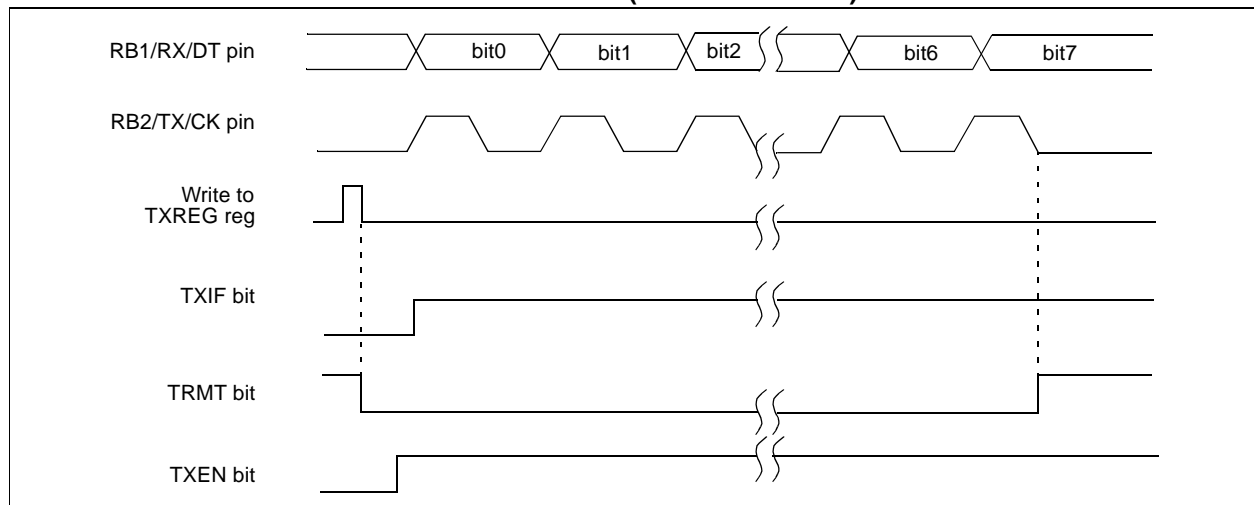 RB1/RX/DT pin
bit0
bit1
bit2
bit6
bit7
RB2/TX/CK pin
Write to
TXREG reg
TXIF bit
TRMT bit
TXEN bit